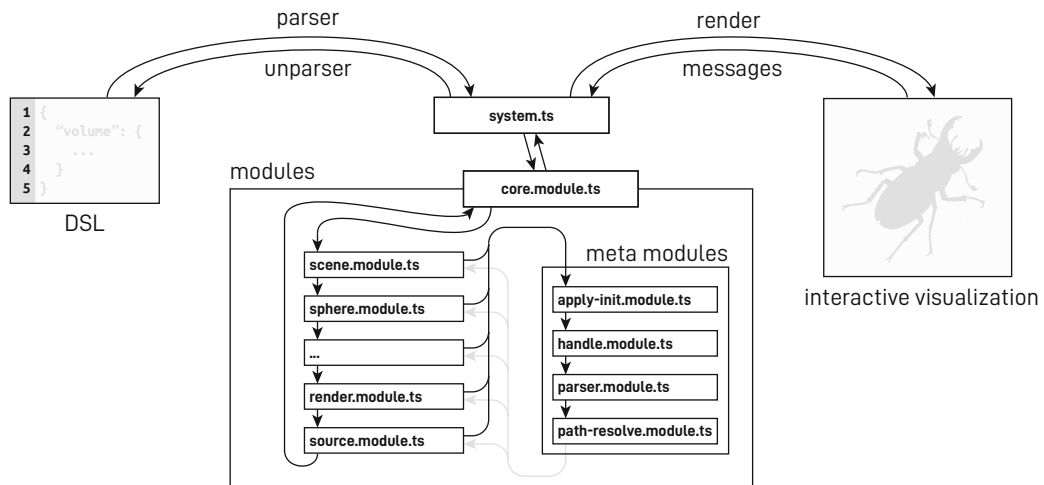 parser
render
unparser
messages
1 {
2 “volume”: {
3 ...
4 }
5 }
system.ts
DSL
modules
core.module.ts
scene.module.ts
sphere.module.ts
...
render.module.ts
source.module.ts
meta modules
apply-init.module.ts
handle.module.ts
parser.module.ts
path-resolve.module.ts
interactive visualization